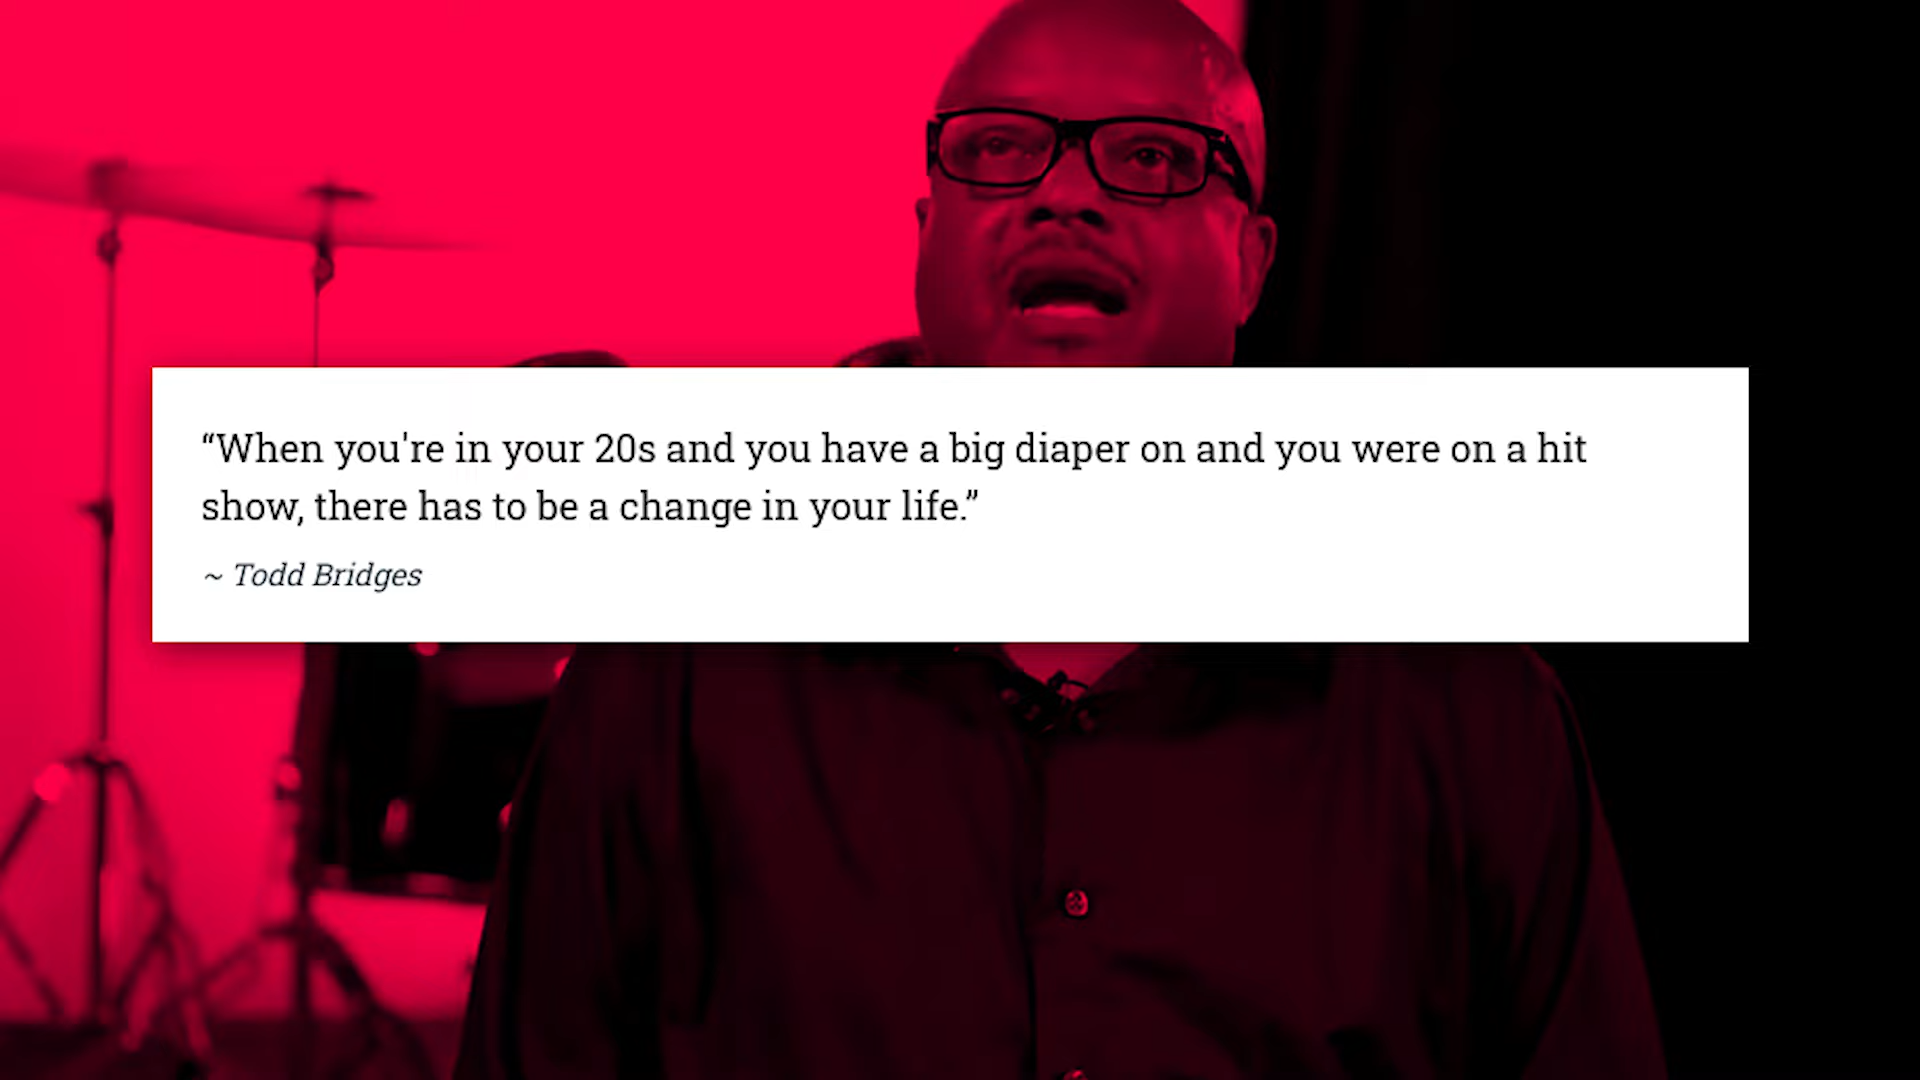 “When you're in your 20s and you have a big diaper on and you were on a hit
show, there has to be a change in your life.”
~ Todd Bridges